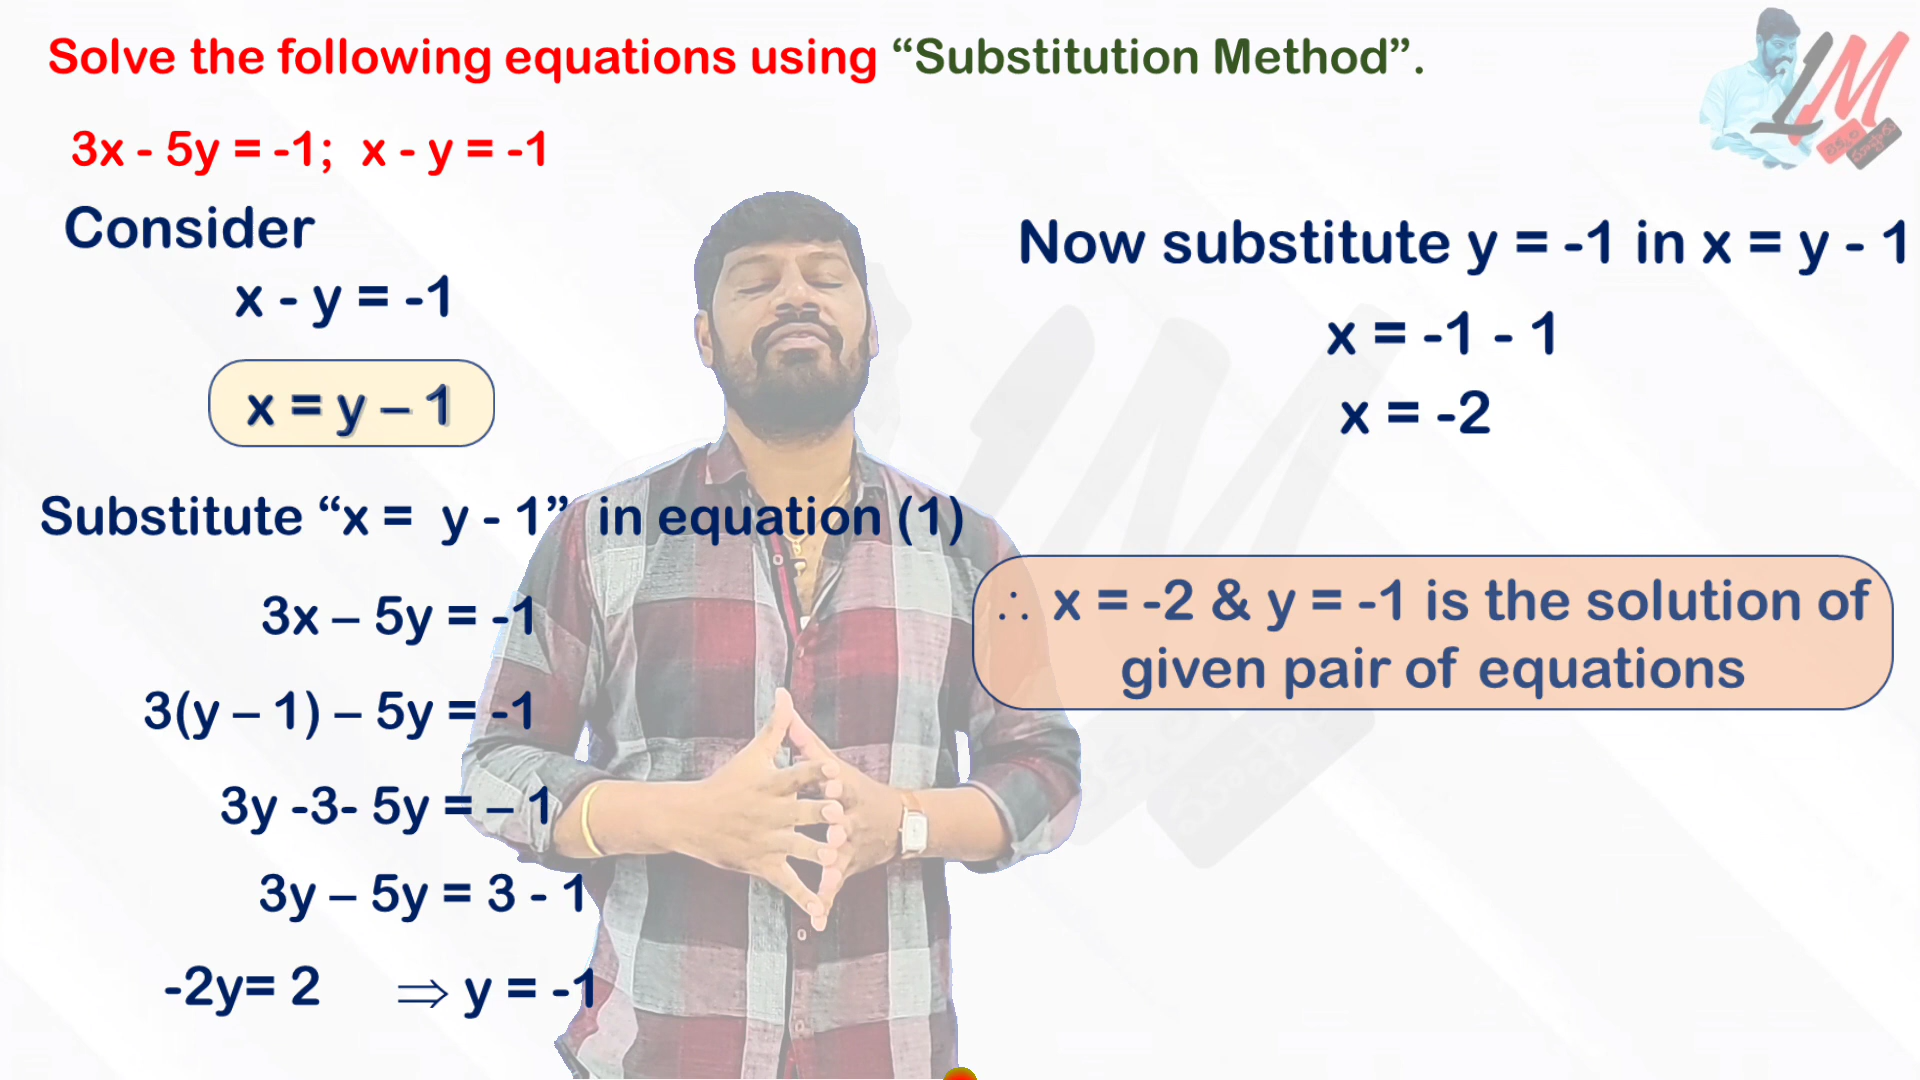 Solve the following equations using “Substitution Method”.
3x - 5y = -1; x - y = -1
Consider
x - y = -1
x = y – 1
Substitute “x = y - 1” in equation (1)
3x – 5y = -1
3(y – 1) – 5y = -1
3y -3- 5y = – 1
3y – 5y = 3 - 1
-2y= 2 ⇒ y = -1
Now substitute y = -1 in x = y - 1
x = -1 - 1
x = -2
∴ x = -2 & y = -1 is the solution of
given pair of equations
LM